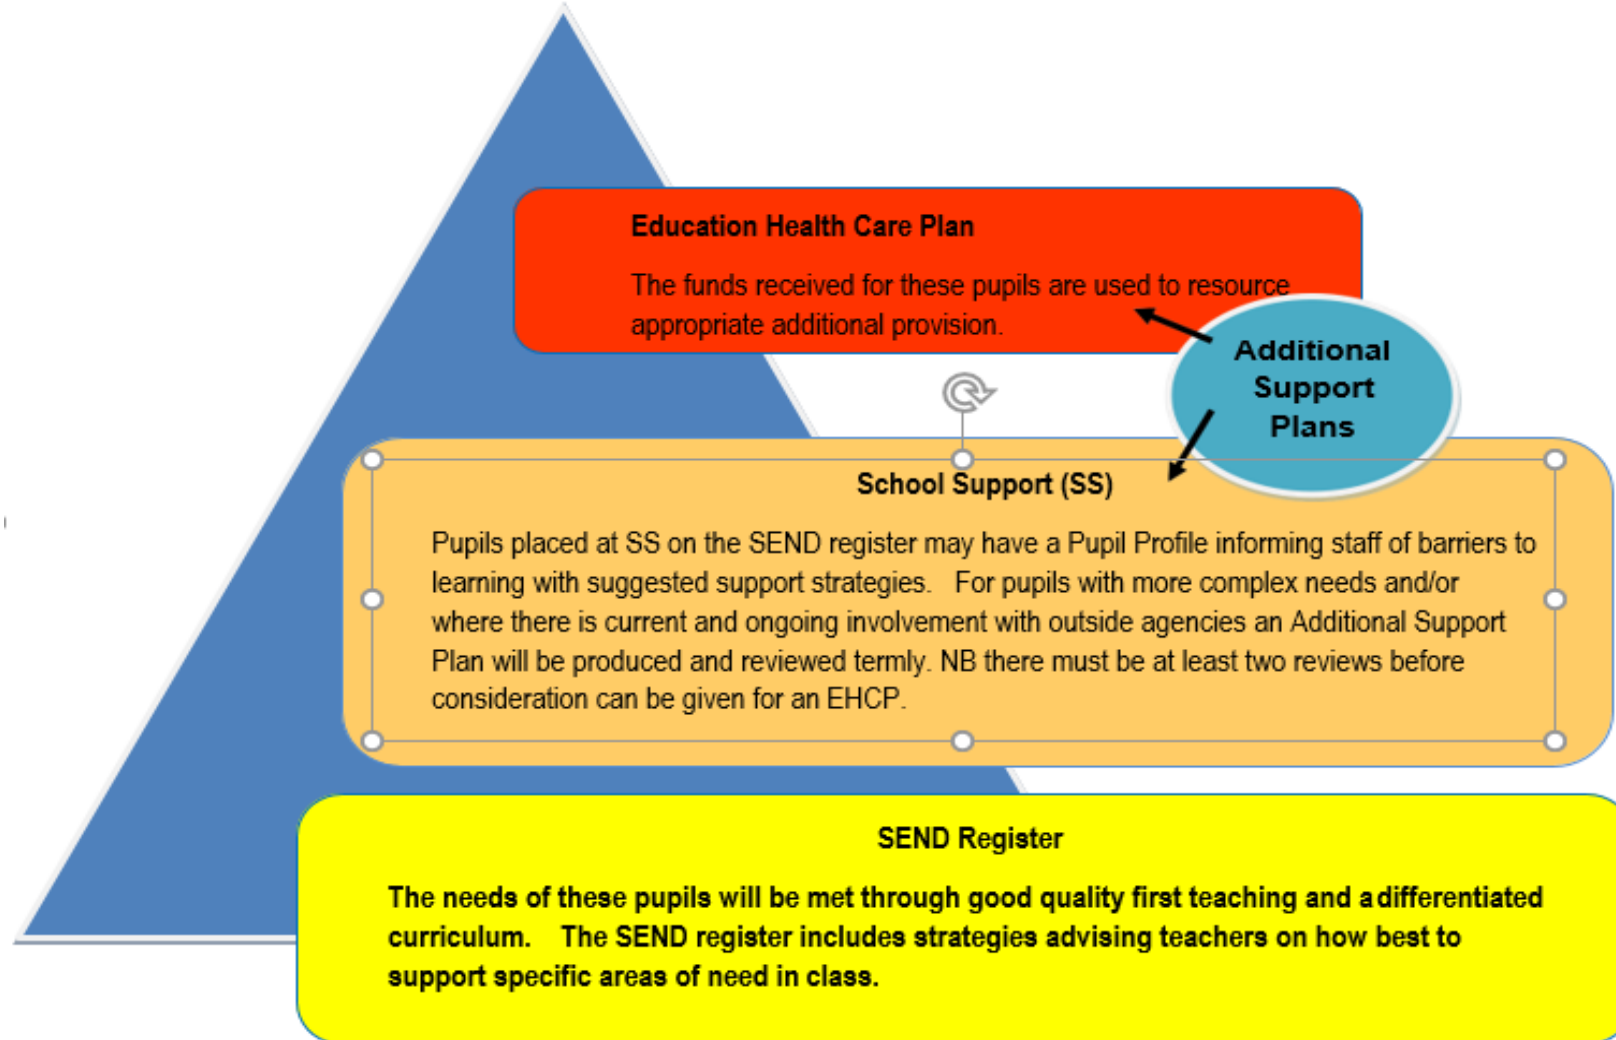 Education Health Care Plan
The funds received for these pupils are used to resource
appropriate additional provision.
Additional
Support
Plans
School Support (SS)
Pupils placed at SS on the SEND register may have a Pupil Profile informing staff of barriers to
learning with suggested support strategies.   For pupils with more complex needs and/or
where there is current and ongoing involvement with outside agencies an Additional Support
Plan will be produced and reviewed termly. NB there must be at least two reviews before
consideration can be given for an EHCP.
SEND Register
The needs of these pupils will be met through good quality first teaching and a differentiated
curriculum.    The SEND register includes strategies advising teachers on how best to
support specific areas of need in class.